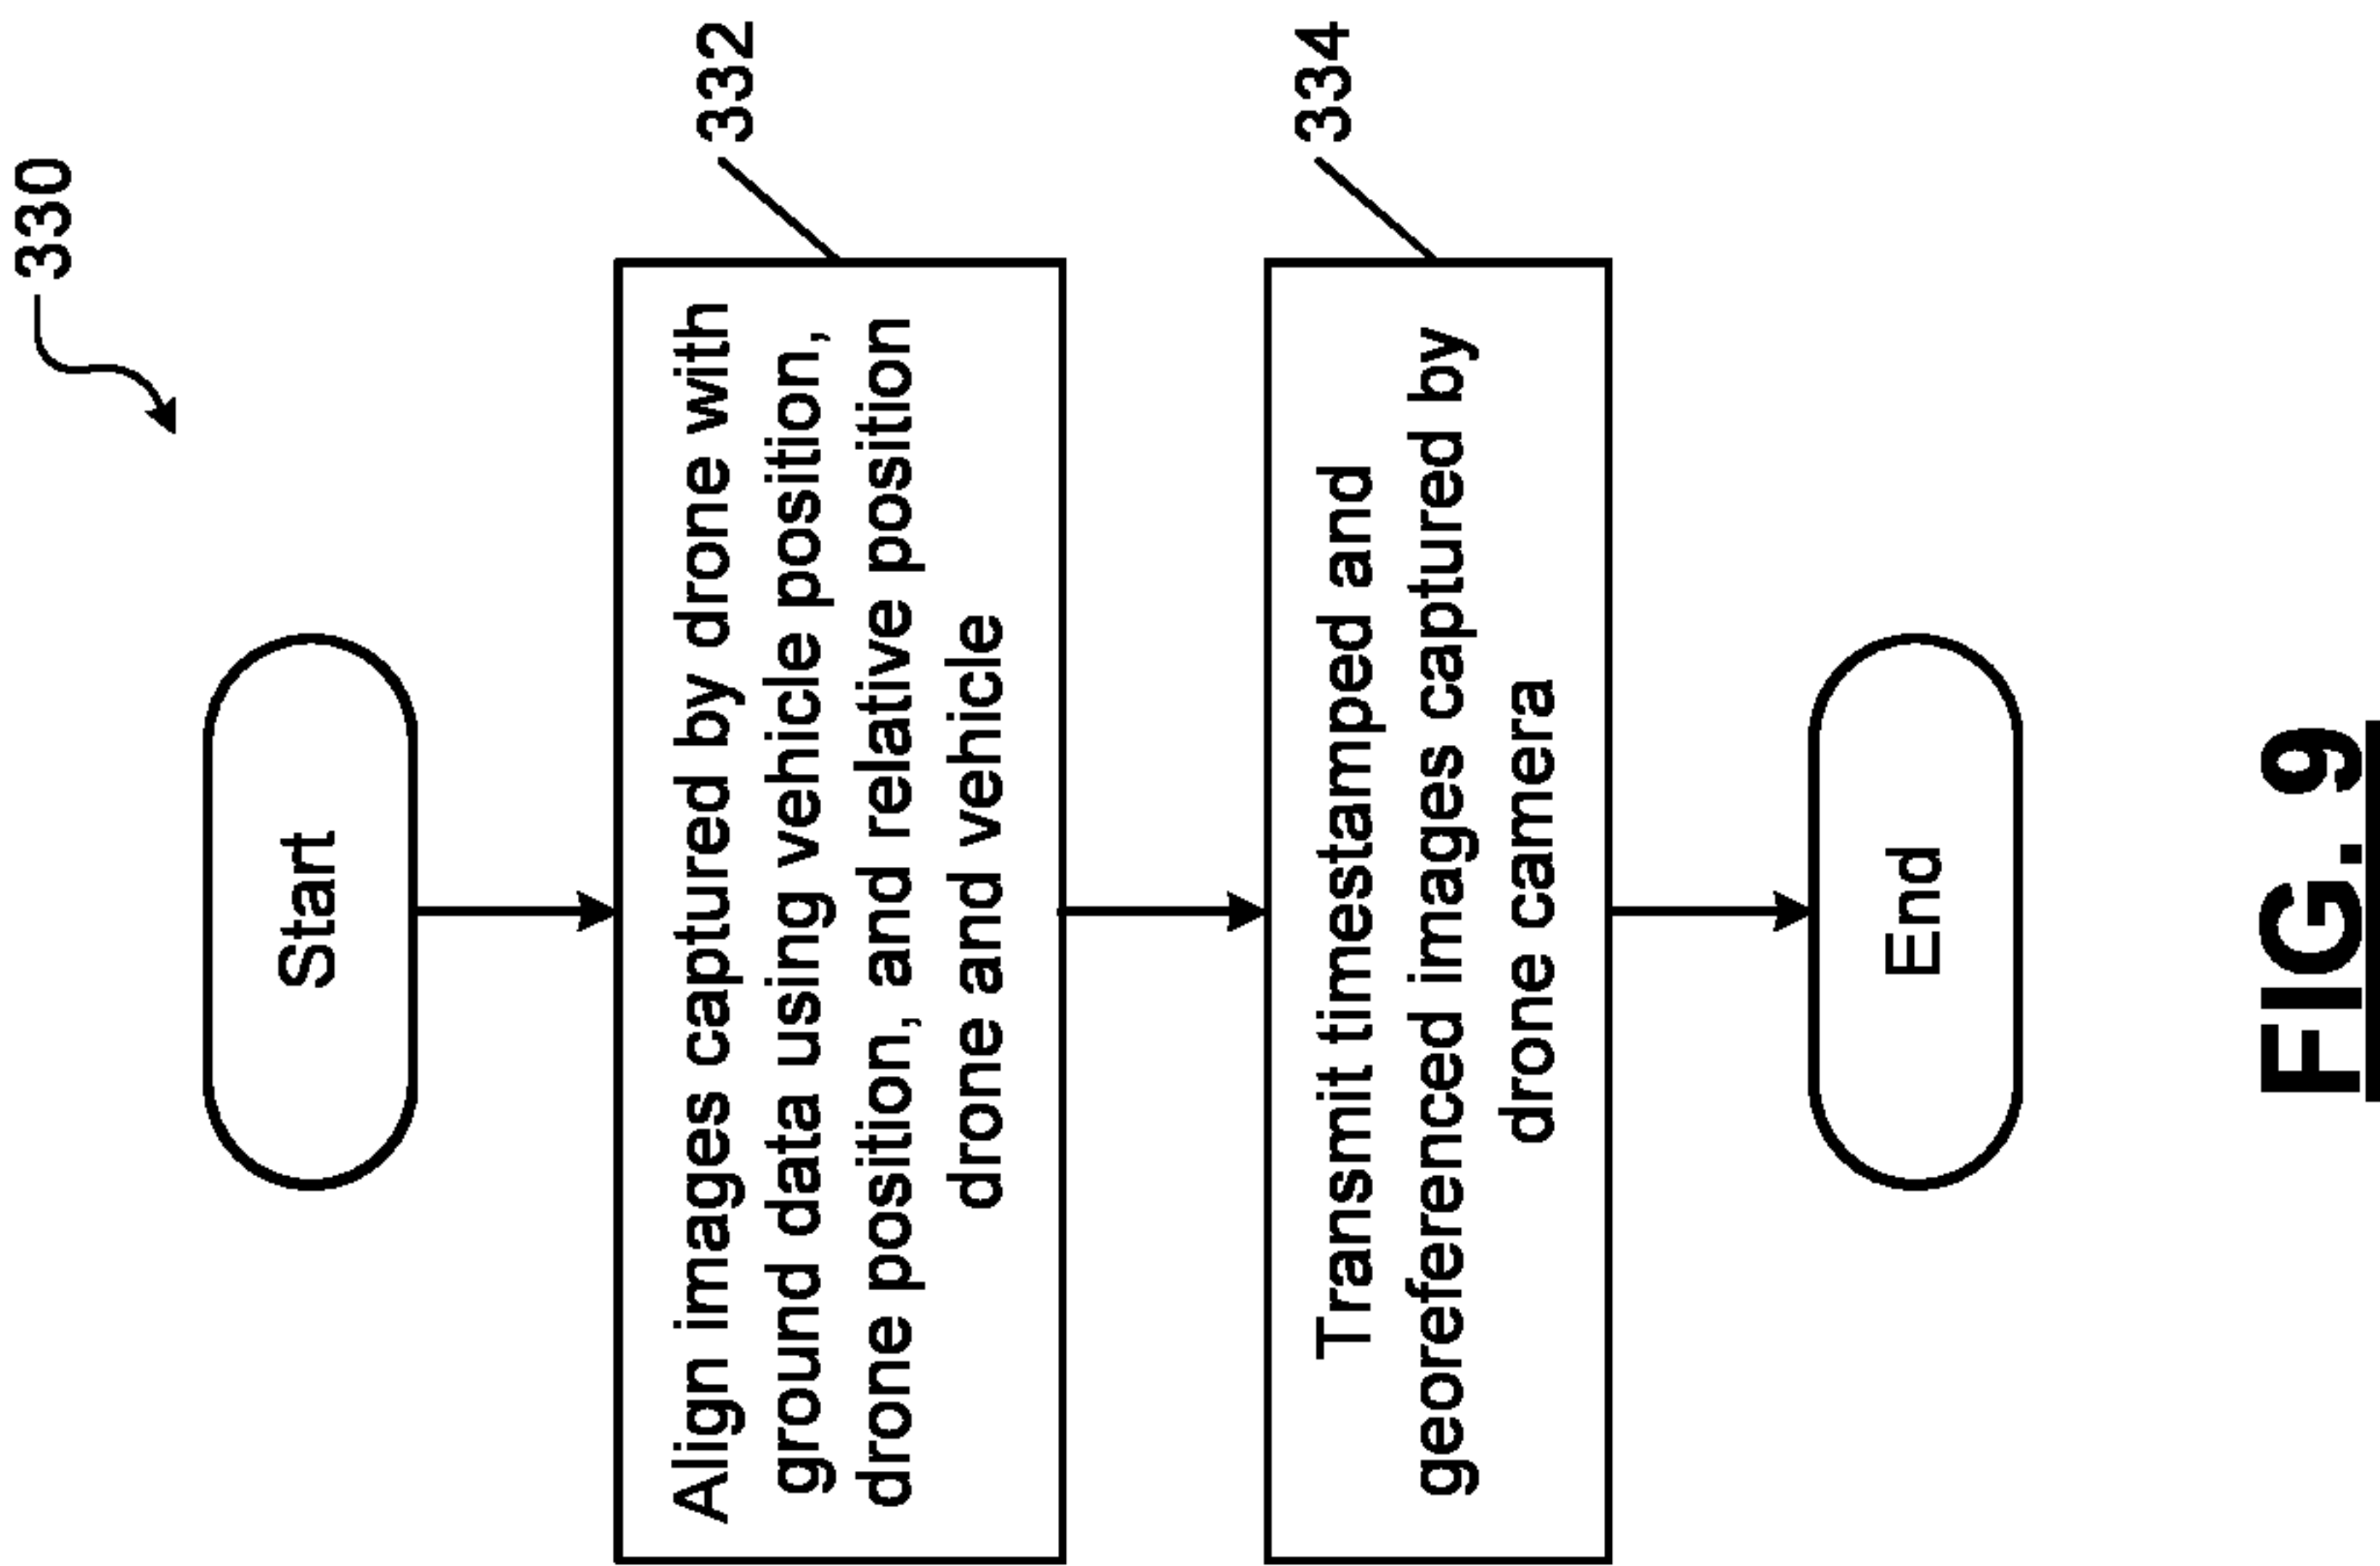 330
Start
Align images captured by drone with
ground data using vehicle position,
drone position, and relative position
drone and vehicle
332
Transmit timestamped and
georeferenced images captured by
drone camera
334
End
FIG. 9